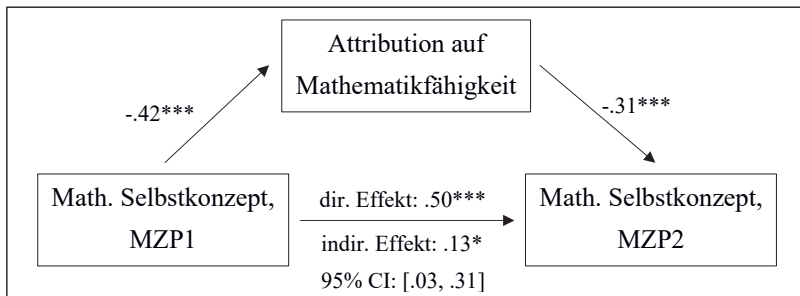 Attribution auf
Mathematikfähigkeit
-.42***
-.31***
Math. Selbstkonzept,
MZP1
dir. Effekt: .50***
indir. Effekt: .13*
95% CI: [.03, .31]
Math. Selbstkonzept,
MZP2